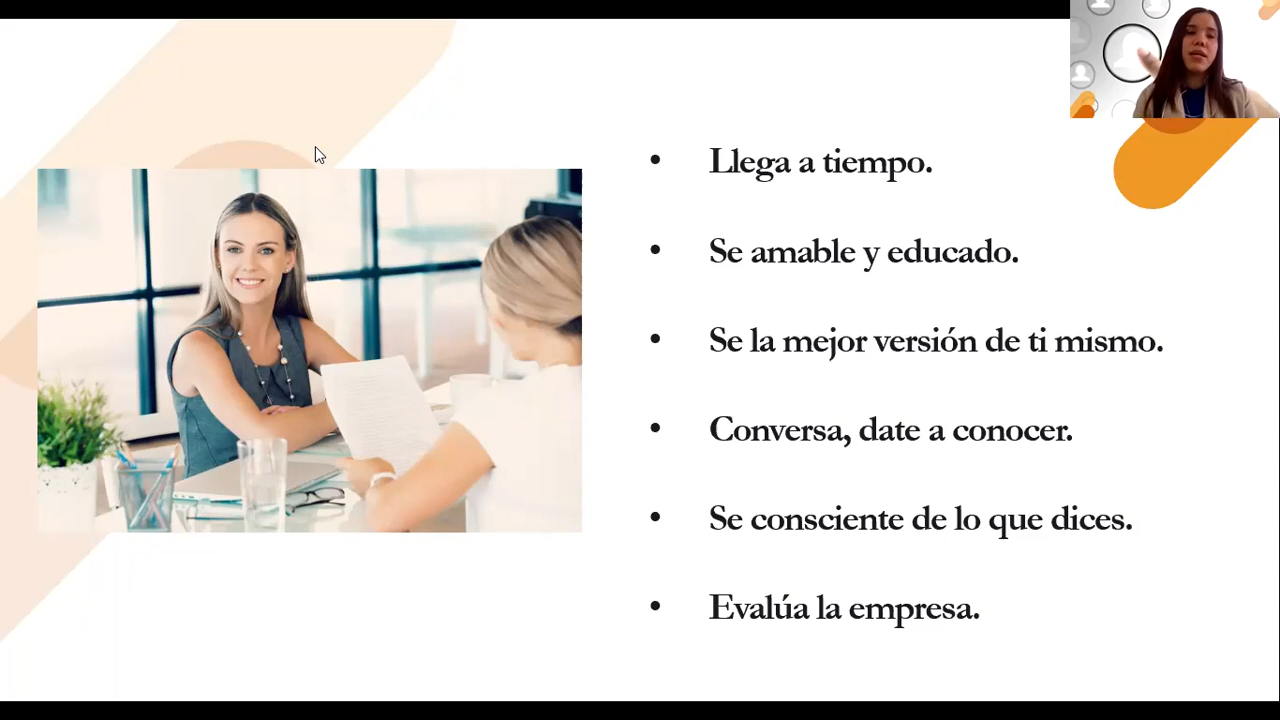 • Llega a tiempo.
• Se amable y educado.
• Se la mejor versión de ti mismo.
• Conversa, date a conocer.
• Se consciente de lo que dices.
• Evalúa la empresa.